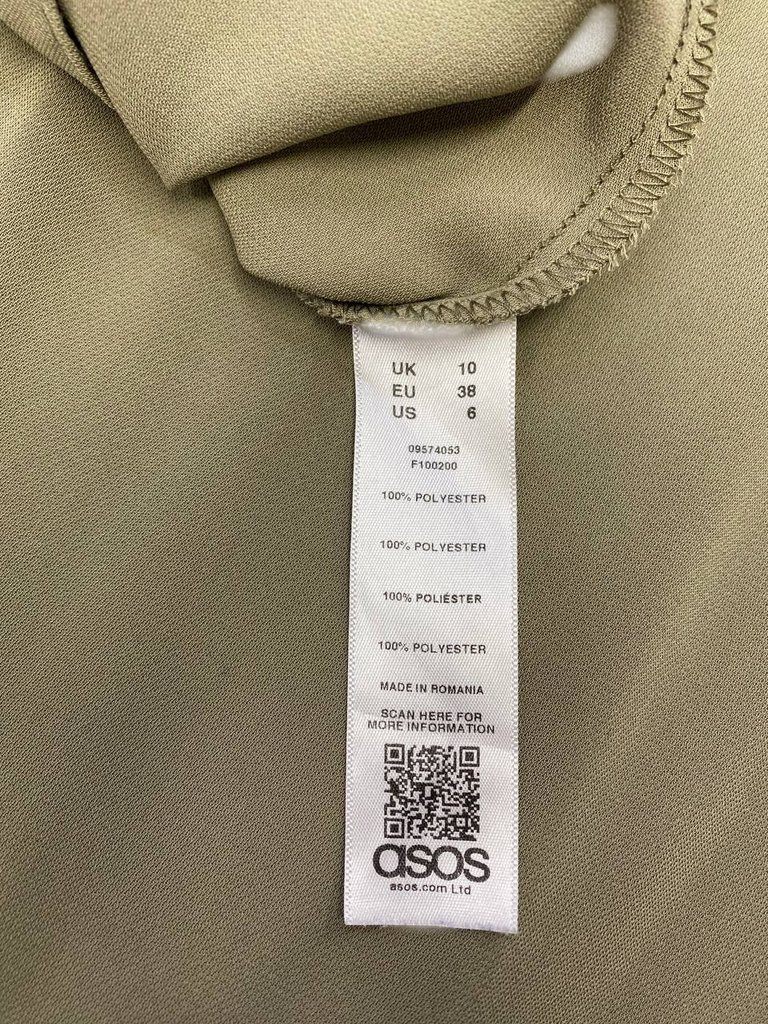 UK 10
EU 38
US 6
09574053
F100200
100% POLYESTER
100% POLYESTER
100% POLIÉSTER
100% POLYESTER
MADE IN ROMANIA
SCAN HERE FOR
MORE INFORMATION
asos
asos.com Ltd